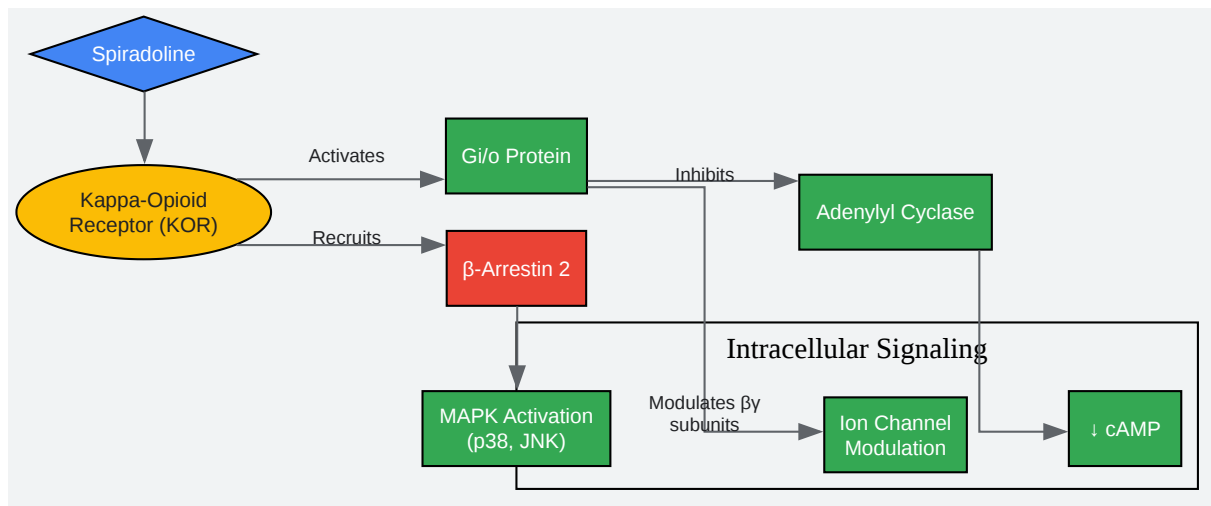 Spiradoline
Kappa-Opioid
Receptor (KOR)
Activates
Gi/o Protein
Inhibits
Adenylyl Cyclase
Recruits
β-Arrestin 2
Intracellular Signaling
MAPK Activation
(p38, JNK)
Modulates βγ
subunits
Ion Channel
Modulation
↓ cAMP